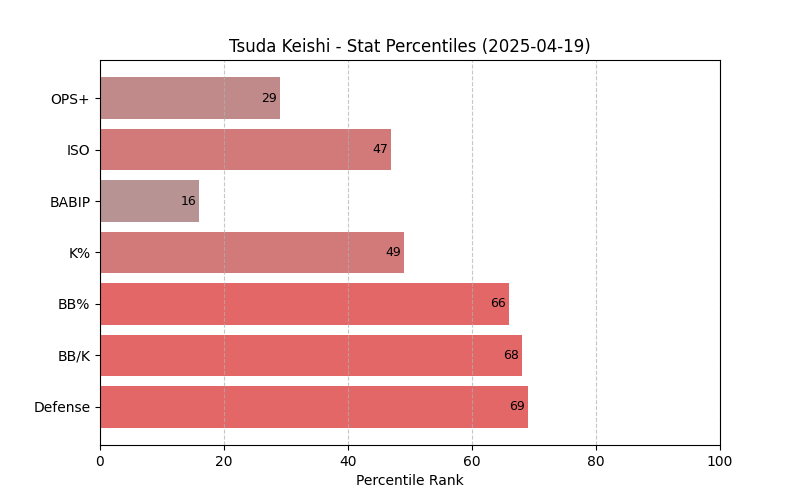 Tsuda Keishi - Stat Percentiles (2025-04-19)
OPS+ 29
ISO 47
BABIP 16
K% 49
BB% 66
BB/K 68
Defense 69
0 20 40 60 80 100
Percentile Rank